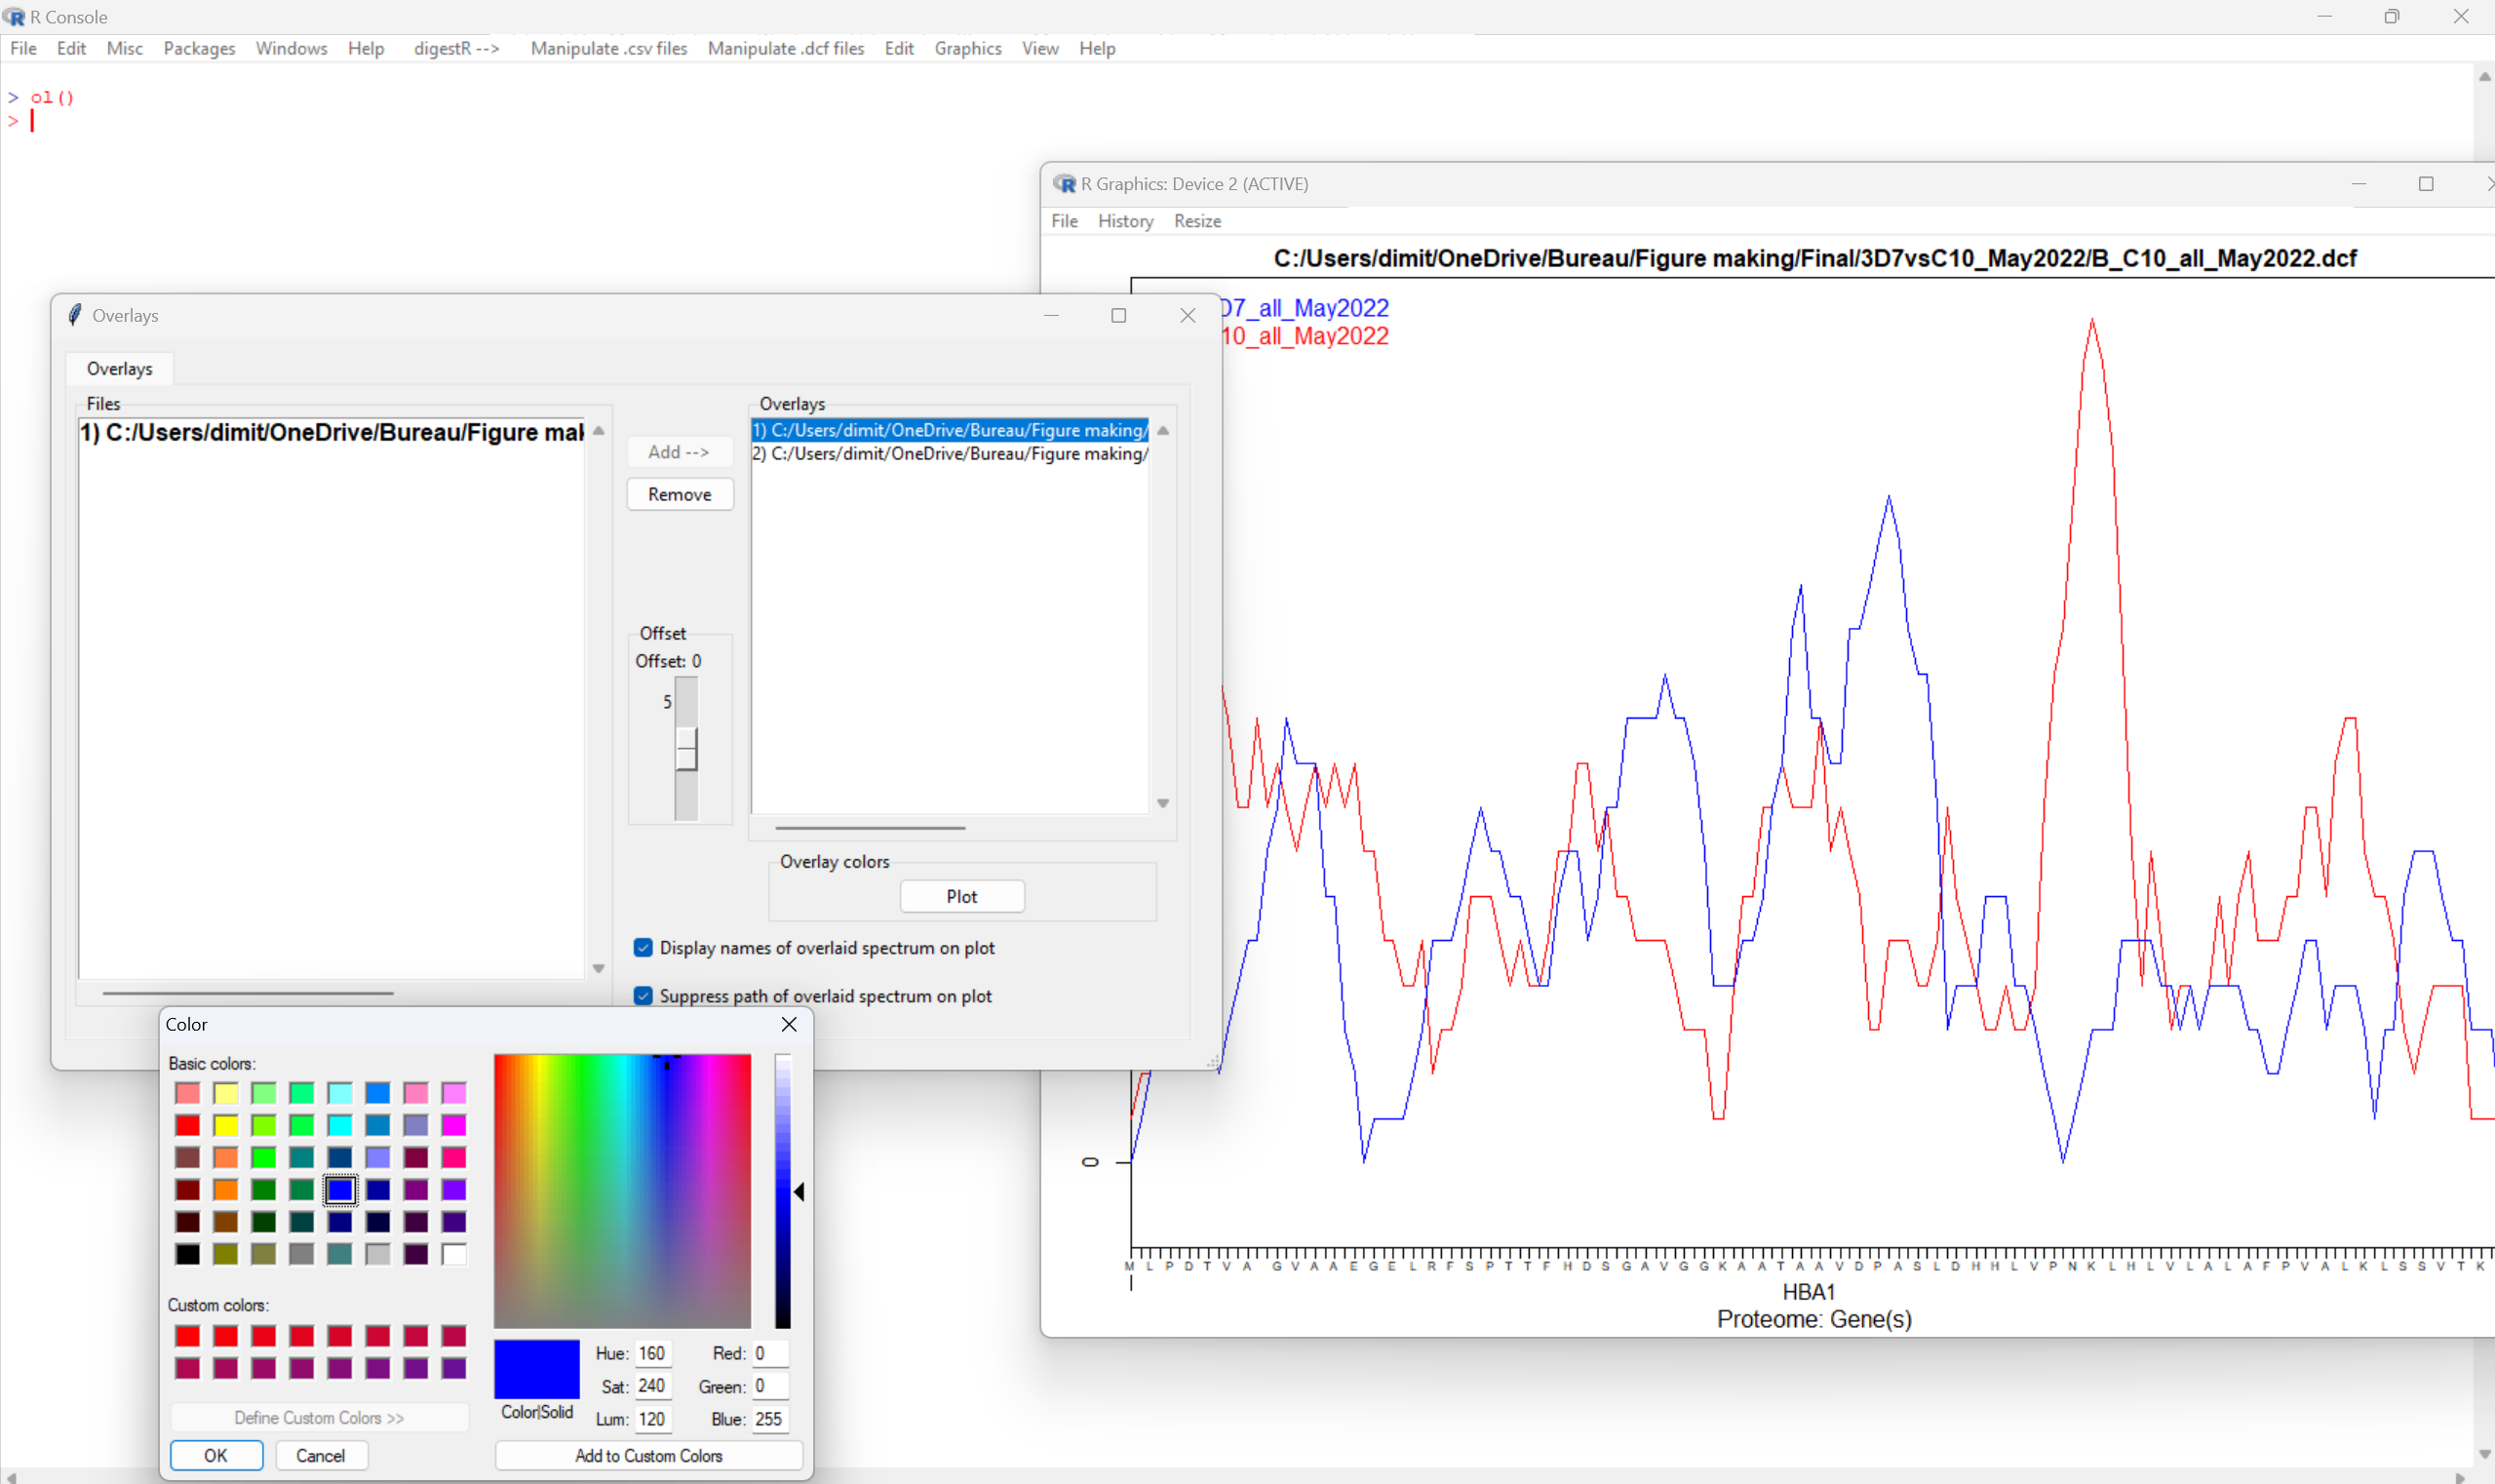 R Console
File Edit Misc Packages Windows Help digestR --> Manipulate .csv files Manipulate .dcf files Edit Graphics View Help
> ol()
>
R Graphics: Device 2 (ACTIVE)
File History Resize
C:/Users/dimit/OneDrive/Bureau/Figure making/Final/3D7vsC10_May2022/B_C10_all_May2022.dcf
D7_all_May2022
10_all_May2022
Overlays
Overlays
Files
1) C:/Users/dimit/OneDrive/Bureau/Figure mak
Add -->
Remove
Overlays
1) C:/Users/dimit/OneDrive/Bureau/Figure making/
2) C:/Users/dimit/OneDrive/Bureau/Figure making/
Offset
Offset: 0
5
Overlay colors
Plot
Display names of overlaid spectrum on plot
Suppress path of overlaid spectrum on plot
Color
Basic colors:
Custom colors:
Define Custom Colors >>
OK Cancel
Color|Solid
Hue: 160 Red: 0
Sat: 240 Green: 0
Lum: 120 Blue: 255
Add to Custom Colors
0
M L P D T V A G V A A E G E L R F S P T T F H D S G A V G G K A A T A A V D P A S L D H H L V P N K L H L V L A L A F P V A L K L S S V T K
HBA1
Proteome: Gene(s)